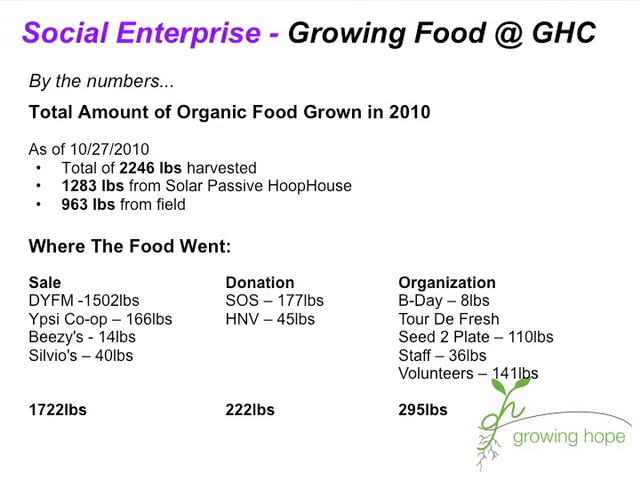 Social Enterprise - Growing Food @ GHC
By the numbers...
Total Amount of Organic Food Grown in 2010
As of 10/27/2010
• Total of 2246 lbs harvested
• 1283 lbs from Solar Passive HoopHouse
• 963 lbs from field
Where The Food Went:
Sale
DYFM -1502lbs
Ypsi Co-op – 166lbs
Beezy's - 14lbs
Silvio's – 40lbs
1722lbs
Donation
SOS – 177lbs
HNV – 45lbs
222lbs
Organization
B-Day – 8lbs
Tour De Fresh
Seed 2 Plate – 110lbs
Staff – 36lbs
Volunteers – 141lbs
295lbs
gh
growing hope